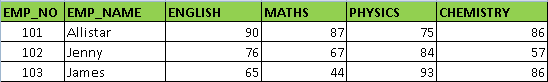 EMP_NO EMP_NAME ENGLISH MATHS PHYSICS CHEMISTRY
101 Allistar 90 87 75 86
102 Jenny 76 67 84 57
103 James 65 44 93 86